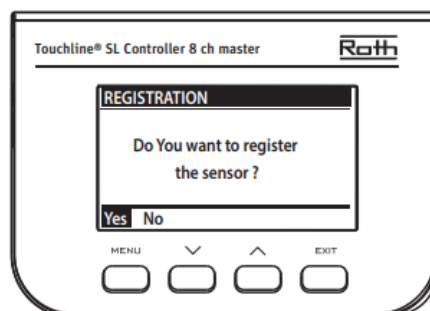 Touchline® SL Controller 8 ch master Roth
REGISTRATION
Do You want to register
the sensor ?
Yes No
MENU EXIT